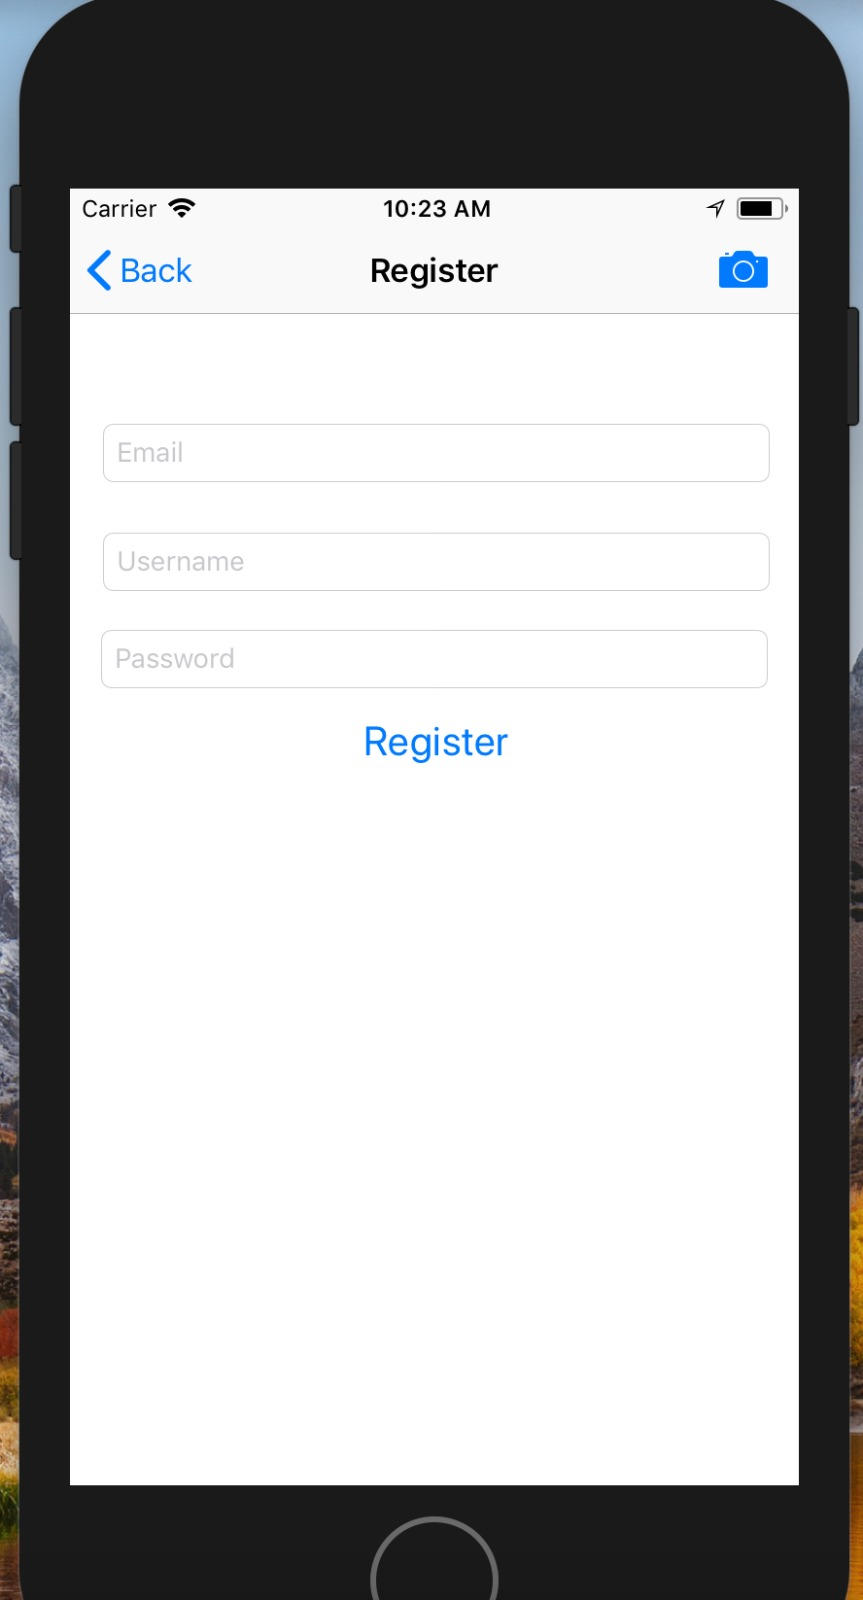 Carrier 10:23 AM
Back Register
Email
Username
Password
Register